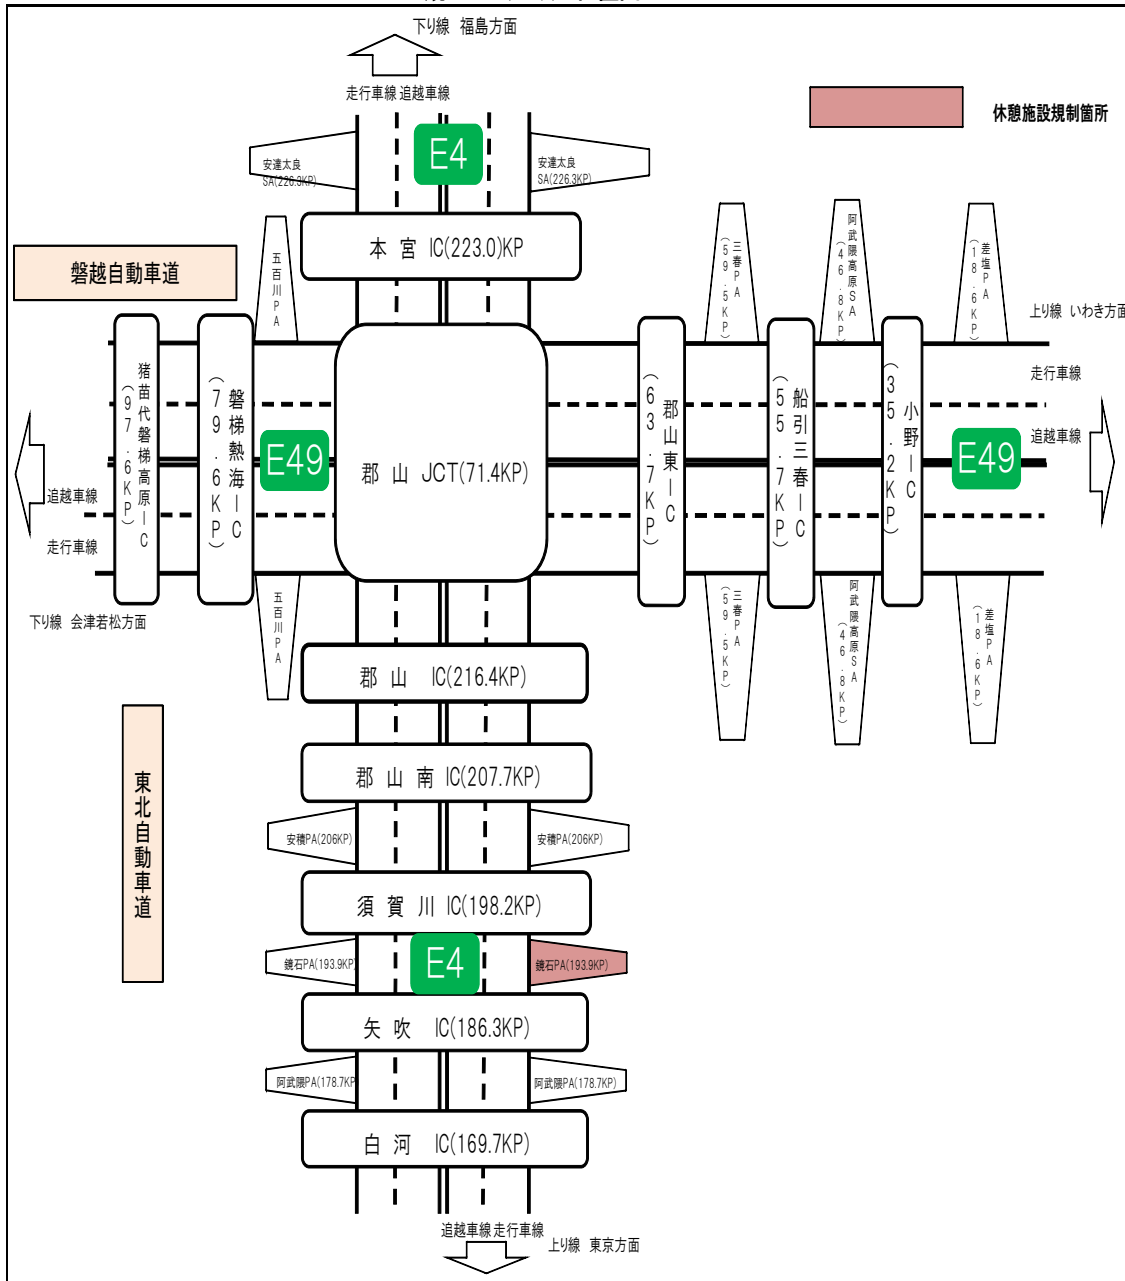 下り線 福島方面
走行車線 追越車線
休憩施設規制箇所
E4
安達太良
SA(226.3KP)
安達太良
SA(226.3KP)
本宮 IC(223.0)KP
磐越自動車道
五百川PA
三春PA
(59.5KP)
阿武隈高原SA
(46.8KP)
差塩PA
(18.6KP)
上り線 いわき方面
猪苗代磐梯高原IC
(97.6KP)
磐梯熱海IC
(79.6KP)
E49
郡山 JCT(71.4KP)
郡山東IC
(63.7KP)
船引三春IC
(55.7KP)
小野IC
(35.2KP)
E49
走行車線
追越車線
追越車線
走行車線
下り線 会津若松方面
五百川PA
三春PA
(59.5KP)
阿武隈高原SA
(46.8KP)
差塩PA
(18.6KP)
郡山 IC(216.4KP)
郡山南 IC(207.7KP)
東北自動車道
安積PA(206KP)
安積PA(206KP)
須賀川 IC(198.2KP)
鏡石PA(193.9KP)
E4
鏡石PA(193.9KP)
矢吹 IC(186.3KP)
阿武隈PA(178.7KP
阿武隈PA(178.7KP)
白河 IC(169.7KP)
追越車線 走行車線
上り線 東京方面